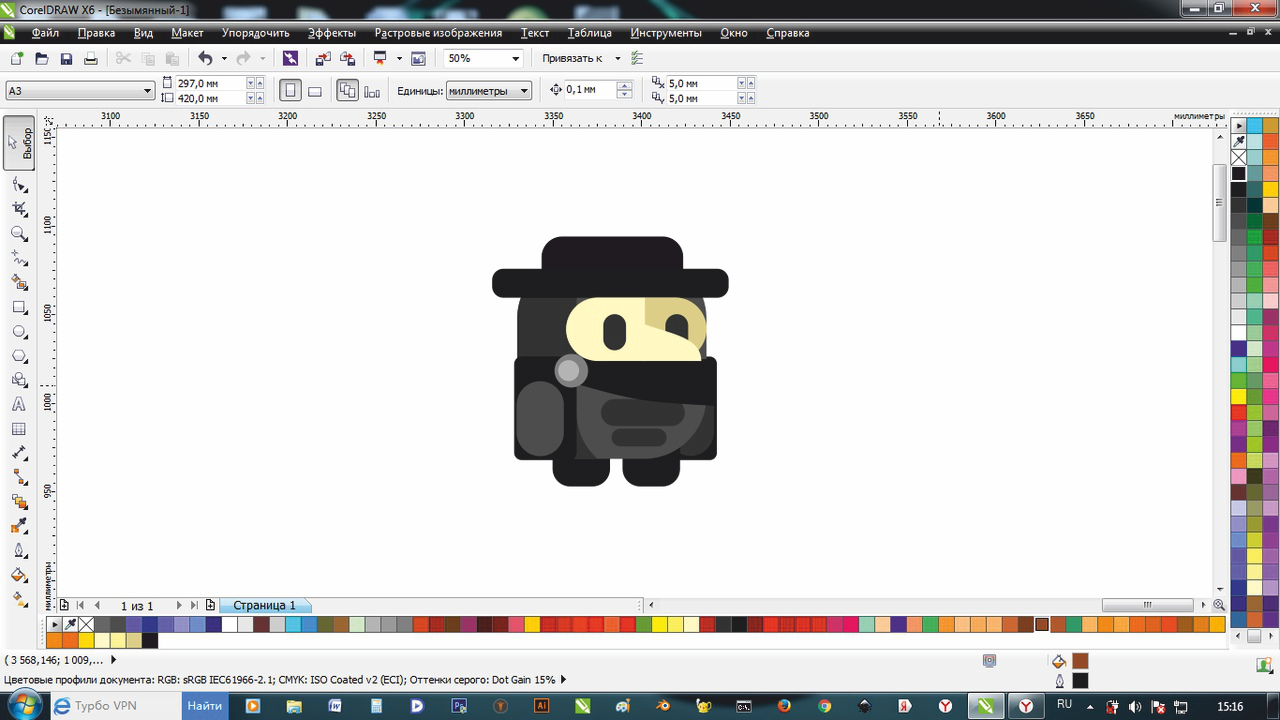 CorelDRAW X6 - [Безымянный-1]
Файл Правка Вид Макет Упорядочить Эффекты Растровые изображения Текст Таблица Инструменты Окно Справка
50% Привязать к
A3 297,0 мм 420,0 мм Единицы: миллиметры 0,1 мм 5,0 мм 5,0 мм
3100 3150 3200 3250 3300 3350 3400 3450 3500 3550 3600 3650 миллиметры
Выбор
1150
1100
1050
1000
950
миллиметры
1 из 1 Страница 1
( 3 568,146; 1 009,...
Цветовые профили документа: RGB: sRGB IEC61966-2.1; CMYK: ISO Coated v2 (ECI); Оттенки серого: Dot Gain 15%
Турбо VPN Найти RU 15:16